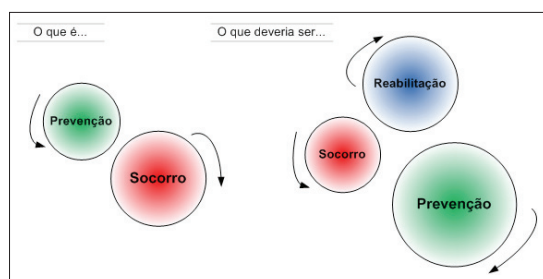 O que é...
O que deveria ser...
Prevenção
Socorro
Reabilitação
Socorro
Prevenção